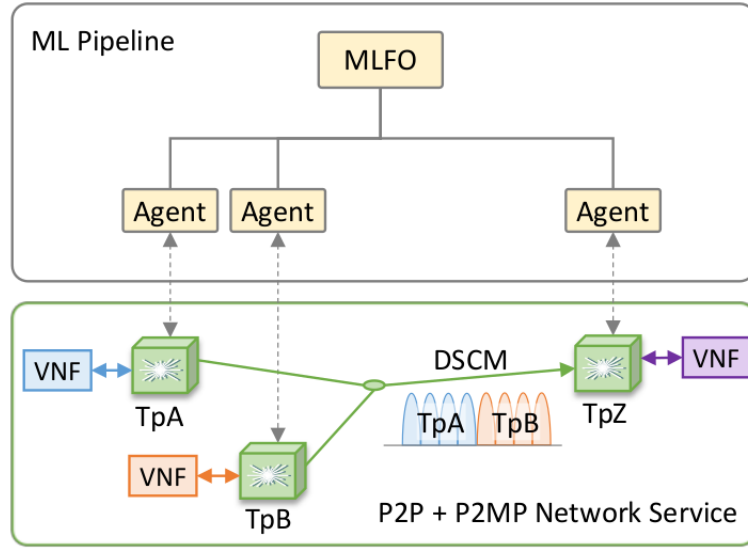 ML Pipeline
MLFO
Agent
Agent
Agent
VNF
TpA
DSCM
VNF
TpZ
TpA
TpB
VNF
TpB
P2P + P2MP Network Service